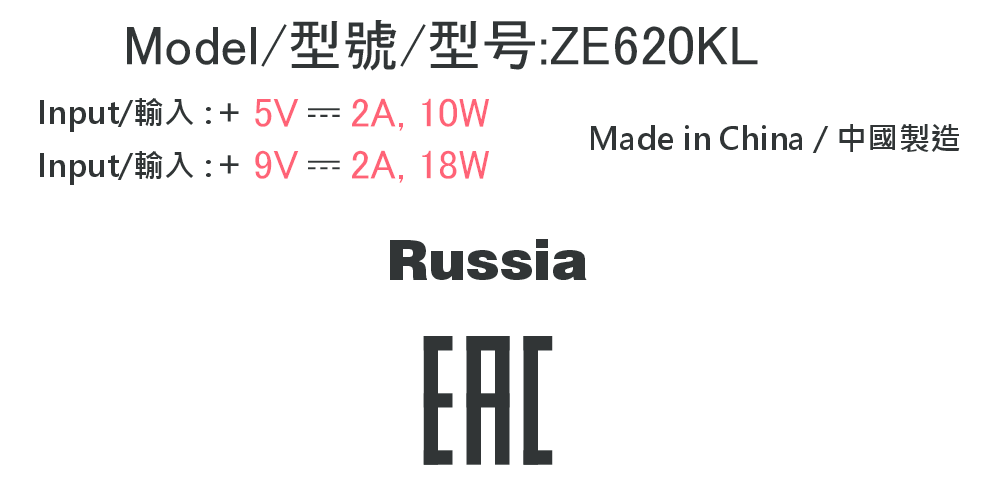 Model/型號/型号:ZE620KL
Input/輸入 : + 5V ⎓ 2A, 10W
Input/輸入 : + 9V ⎓ 2A, 18W
Made in China / 中國製造
Russia
EAC